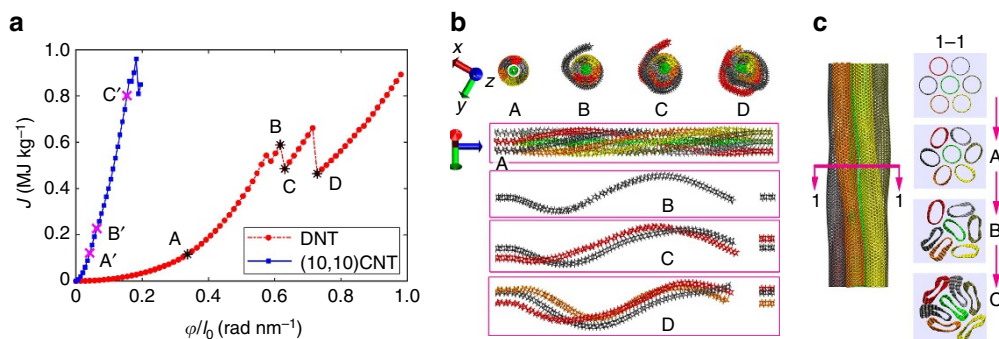 a
J (MJ kg⁻¹)
1.0
0.8
0.6
0.4
0.2
0
0
0.2
0.4
0.6
0.8
1.0
φ/l₀ (rad nm⁻¹)
C′
B′
A′
A
B
C
D
DNT
(10,10)CNT
b
x
y
z
A
B
C
D
A
B
C
D
c
1–1
1
1
A
B
C